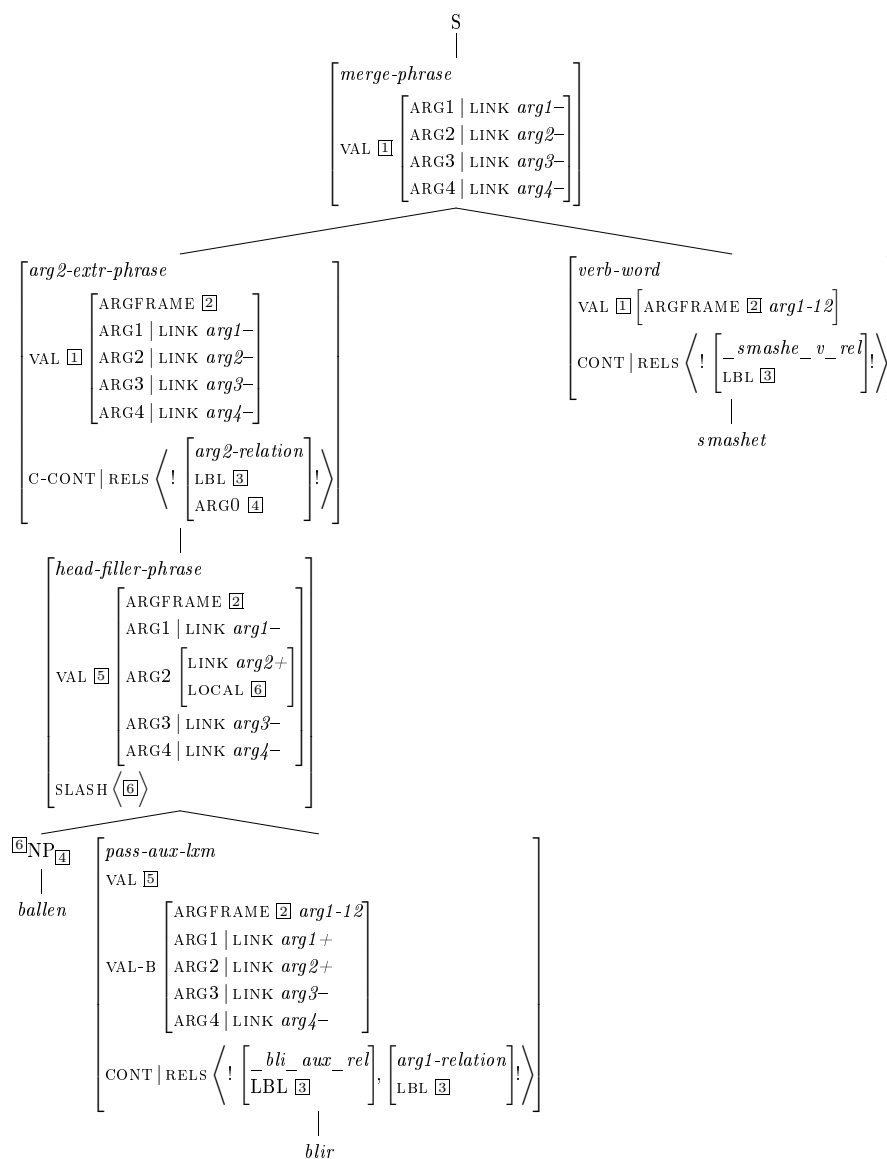 S
merge-phrase
VAL [1] ARG1 | LINK arg1–
ARG2 | LINK arg2–
ARG3 | LINK arg3–
ARG4 | LINK arg4–
arg2-extr-phrase
VAL [1] ARGFRAME [2]
ARG1 | LINK arg1–
ARG2 | LINK arg2–
ARG3 | LINK arg3–
ARG4 | LINK arg4–
C-CONT | RELS ⟨! arg2-relation
LBL [3]
ARG0 [4] !⟩
verb-word
VAL [1] [ARGFRAME [2] arg1-12]
CONT | RELS ⟨! _smashe_v_rel
LBL [3] !⟩
smashet
head-filler-phrase
VAL [5] ARGFRAME [2]
ARG1 | LINK arg1–
ARG2 LINK arg2+
LOCAL [6]
ARG3 | LINK arg3–
ARG4 | LINK arg4–
SLASH ⟨[6]⟩
[6]NP[4]
ballen
pass-aux-lxm
VAL [5]
VAL-B ARGFRAME [2] arg1-12
ARG1 | LINK arg1+
ARG2 | LINK arg2+
ARG3 | LINK arg3–
ARG4 | LINK arg4–
CONT | RELS ⟨! _bli_aux_rel
LBL [3] , arg1-relation
LBL [3] !⟩
blir